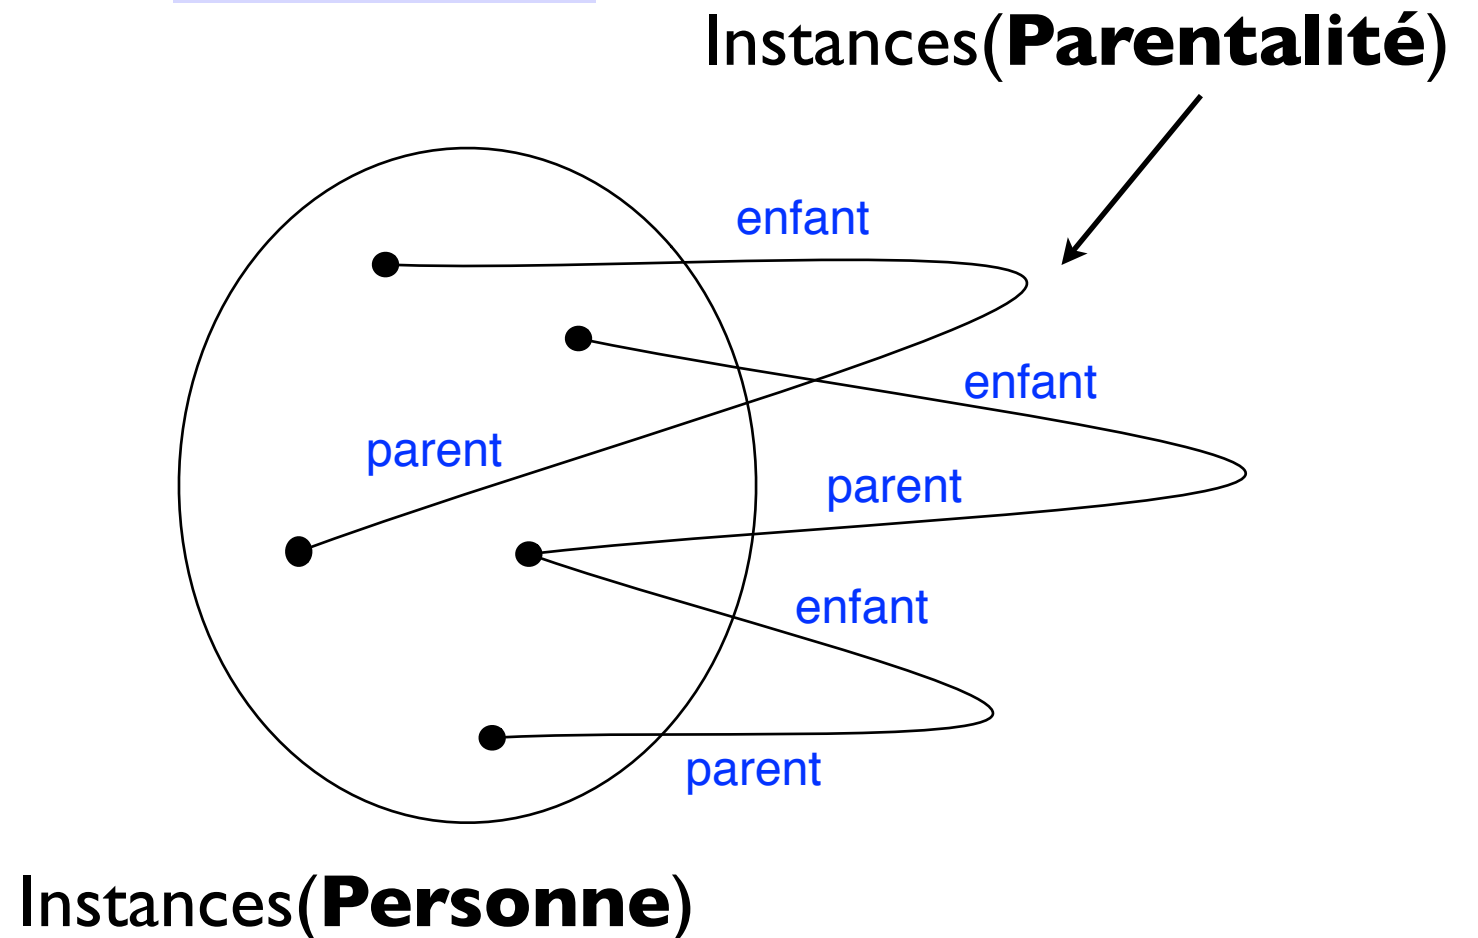 Instances(Parentalité)
enfant
enfant
parent
parent
enfant
parent
Instances(Personne)